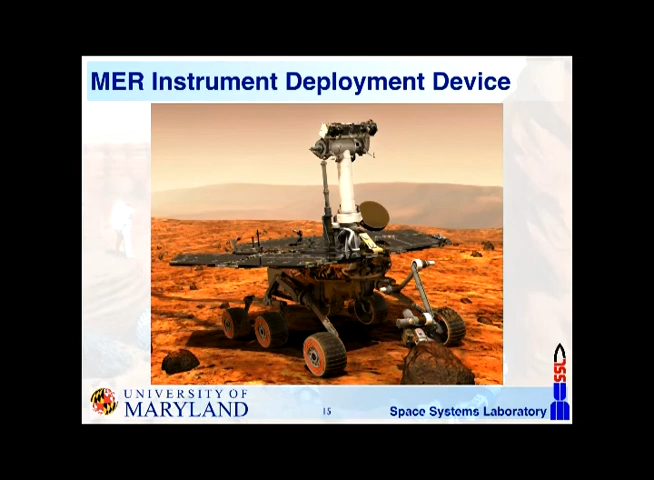 MER Instrument Deployment Device
UNIVERSITY OF
MARYLAND
15
Space Systems Laboratory
SSL